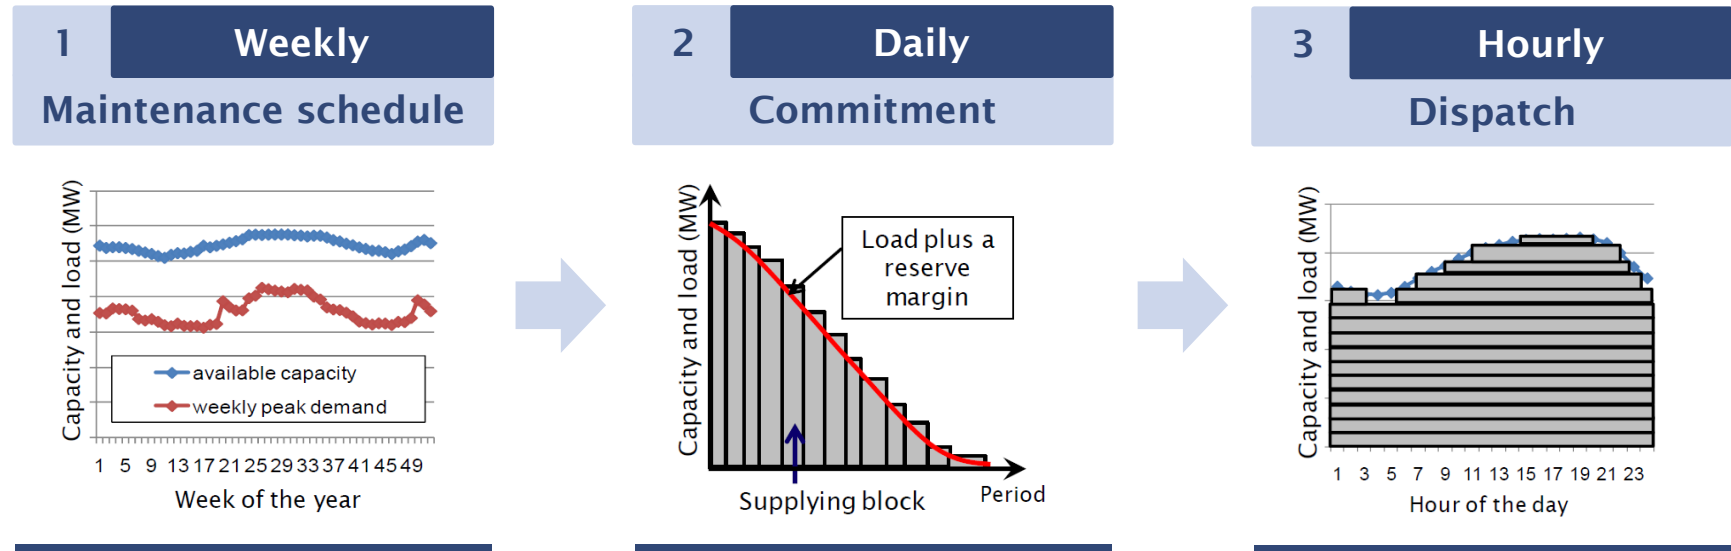 1 Weekly
Maintenance schedule
Capacity and load (MW)
available capacity
weekly peak demand
1 5 9 13 17 21 25 29 33 37 41 45 49
Week of the year
2 Daily
Commitment
Capacity and load (MW)
Load plus a
reserve
margin
Supplying block
Period
3 Hourly
Dispatch
Capacity and load (MW)
1 3 5 7 9 11 13 15 17 19 21 23
Hour of the day